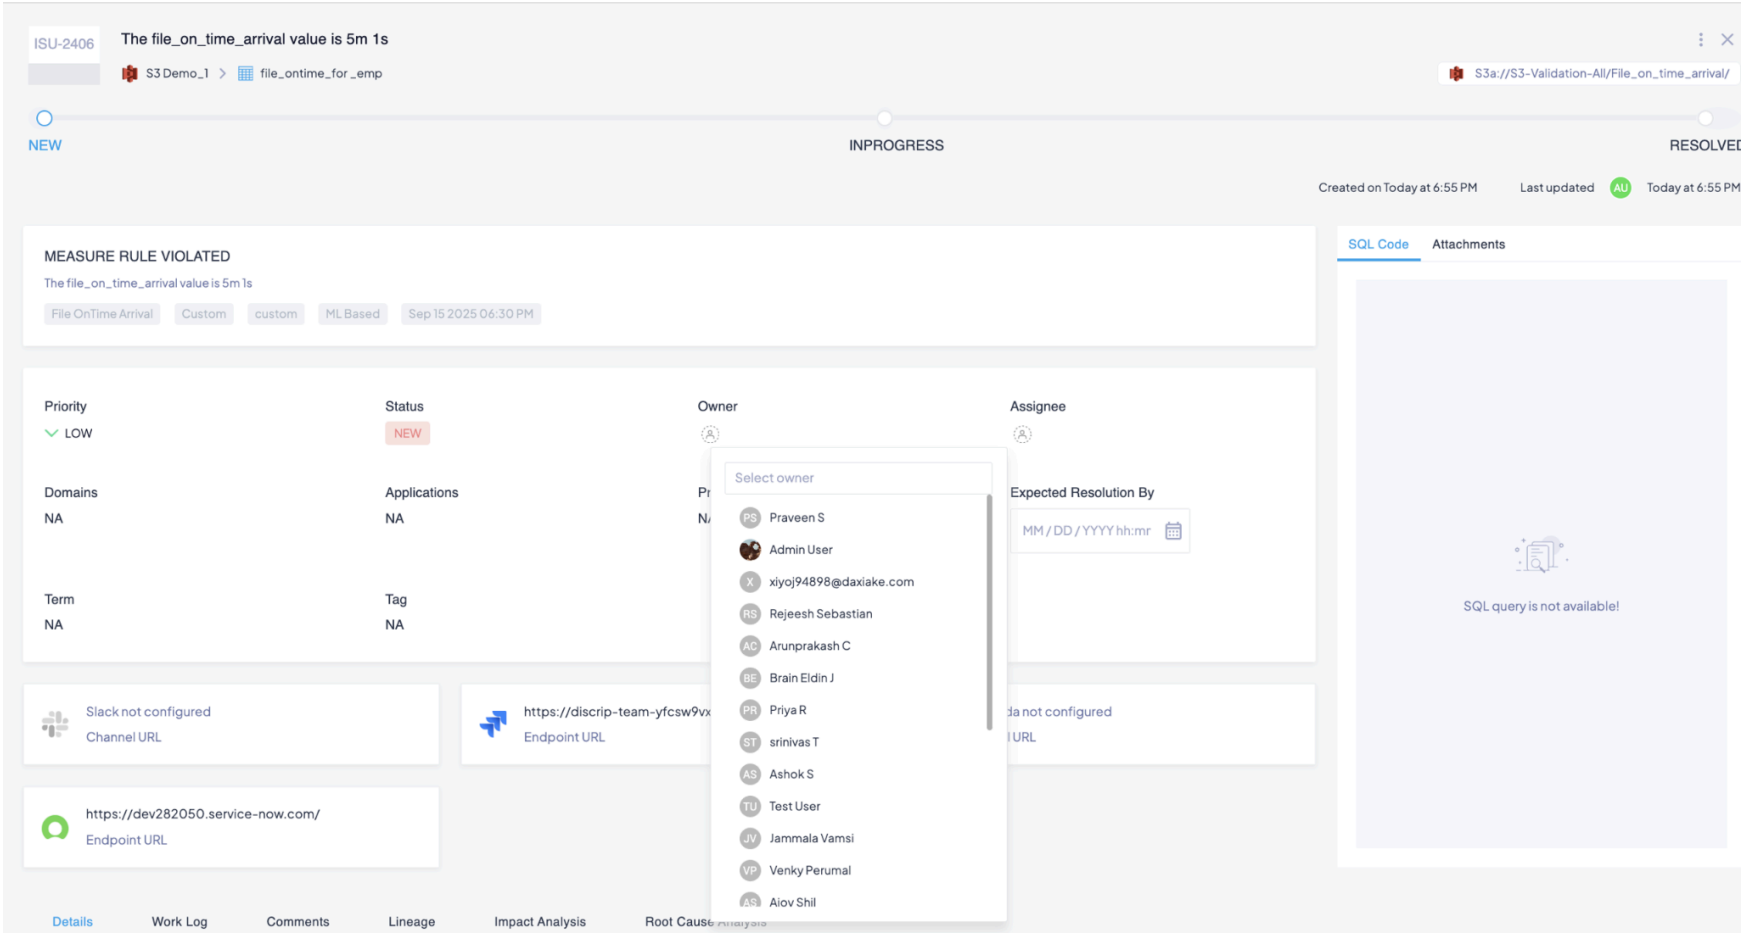 ISU-2406
The file_on_time_arrival value is 5m 1s
S3 Demo_1 > file_ontime_for_emp
S3a://S3-Validation-All/File_on_time_arrival/
NEW
INPROGRESS
RESOLVED
Created on Today at 6:55 PM
Last updated AU Today at 6:55 PM
MEASURE RULE VIOLATED
The file_on_time_arrival value is 5m 1s
File OnTime Arrival
Custom
custom
ML Based
Sep 15 2025 06:30 PM
SQL Code
Attachments
SQL query is not available!
Priority
LOW
Status
NEW
Owner
Assignee
Domains
NA
Applications
NA
Expected Resolution By
MM / DD / YYYY hh:mr
Term
NA
Tag
NA
Select owner
PS Praveen S
Admin User
X xiyoj94898@daxiake.com
RS Rejeesh Sebastian
AC Arunprakash C
BE Brain Eldin J
PR Priya R
ST srinivas T
AS Ashok S
TU Test User
JV Jammala Vamsi
VP Venky Perumal
AS Aiov Shil
Slack not configured
Channel URL
https://discrip-team-yfcsw9vx
Endpoint URL
not configured
URL
https://dev282050.service-now.com/
Endpoint URL
Details
Work Log
Comments
Lineage
Impact Analysis
Root Cause Analysis